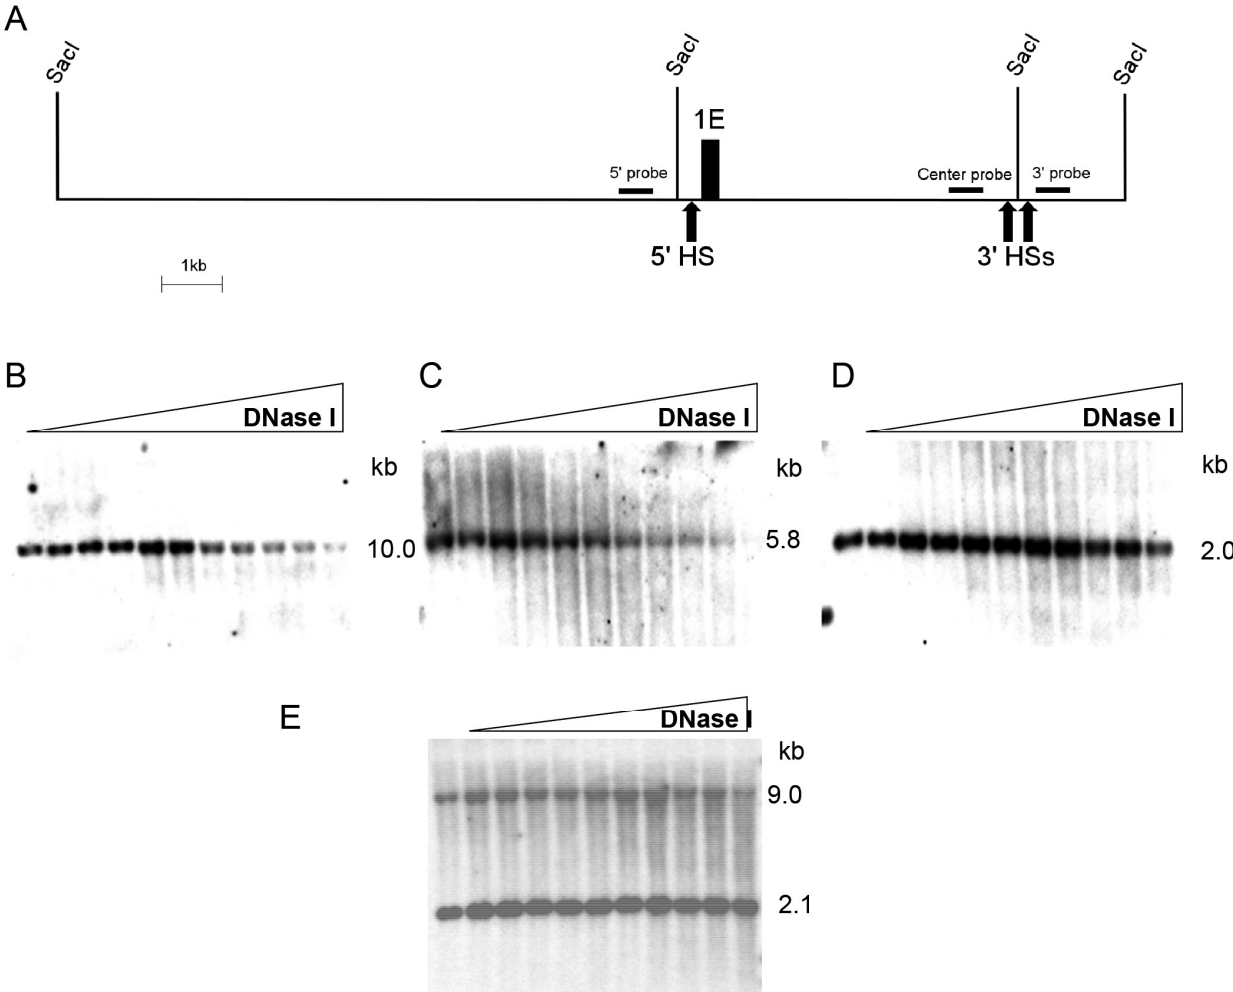 A
SacI
SacI
SacI
SacI
1E
5' probe
Center probe
3' probe
5' HS
3' HSs
1kb
B
DNase I
kb
10.0
C
DNase I
kb
5.8
D
DNase I
kb
2.0
E
DNase I
kb
9.0
2.1